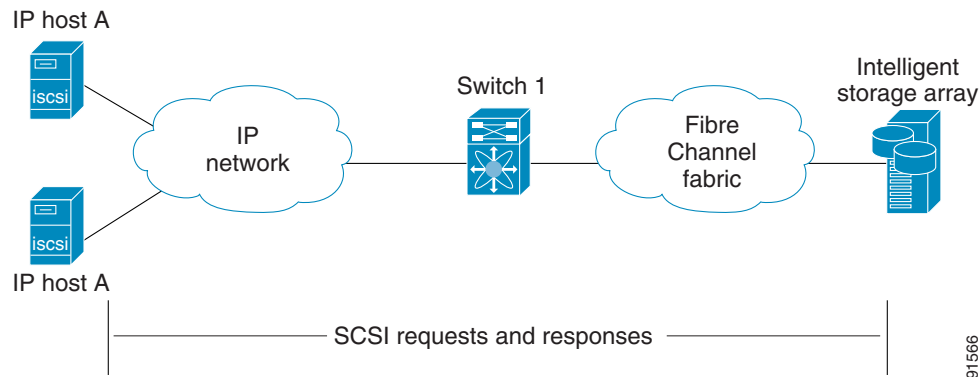 IP host A
iscsi
IP
network
Switch 1
Fibre
Channel
fabric
Intelligent
storage array
iscsi
IP host A
SCSI requests and responses
91566